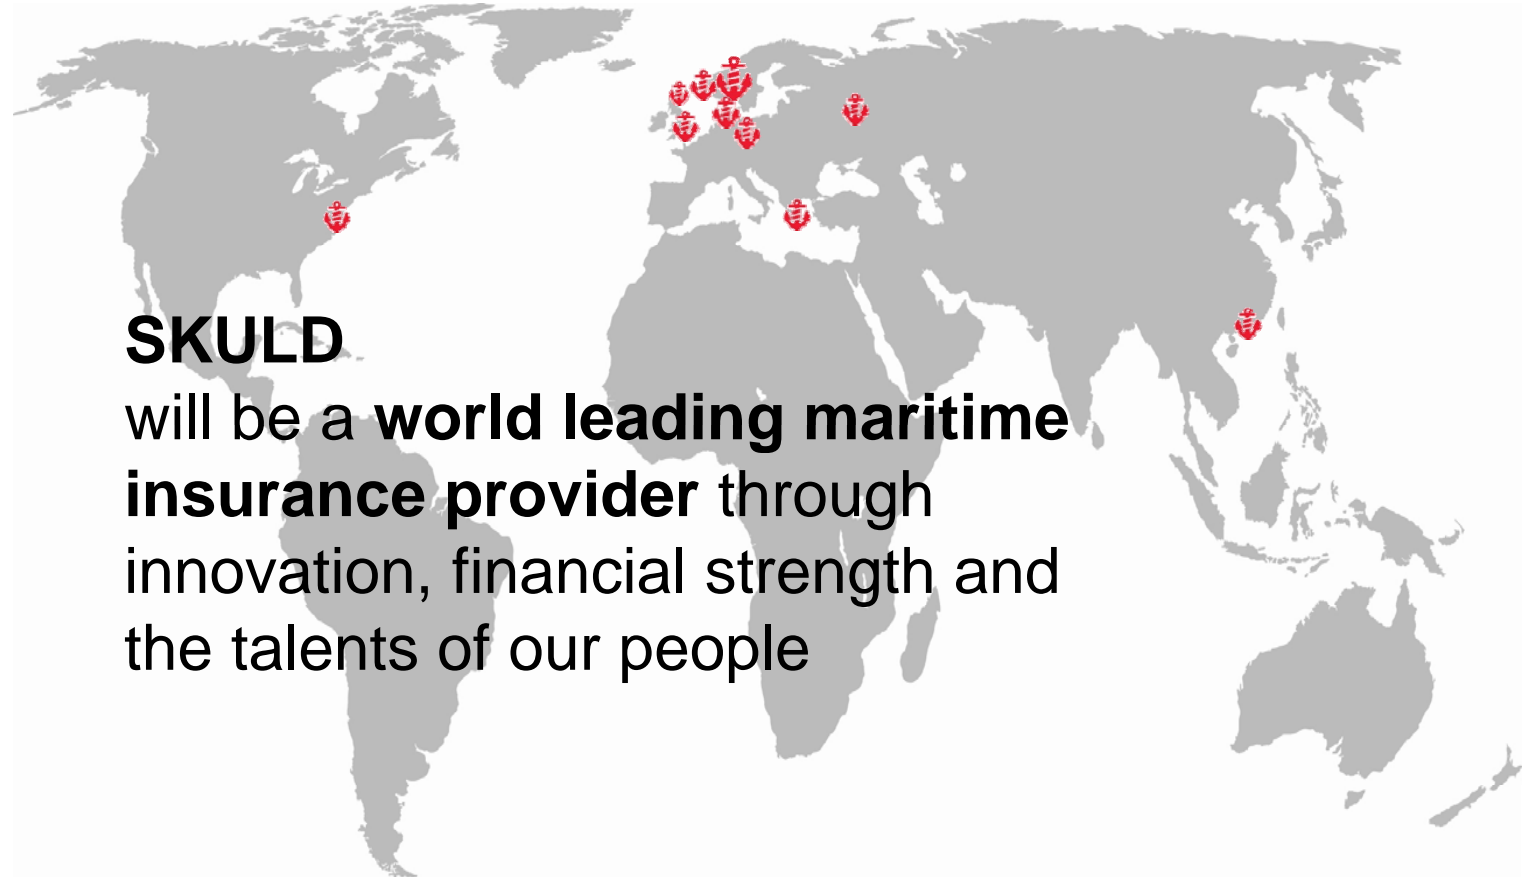 SKULD
will be a world leading maritime
insurance provider through
innovation, financial strength and
the talents of our people